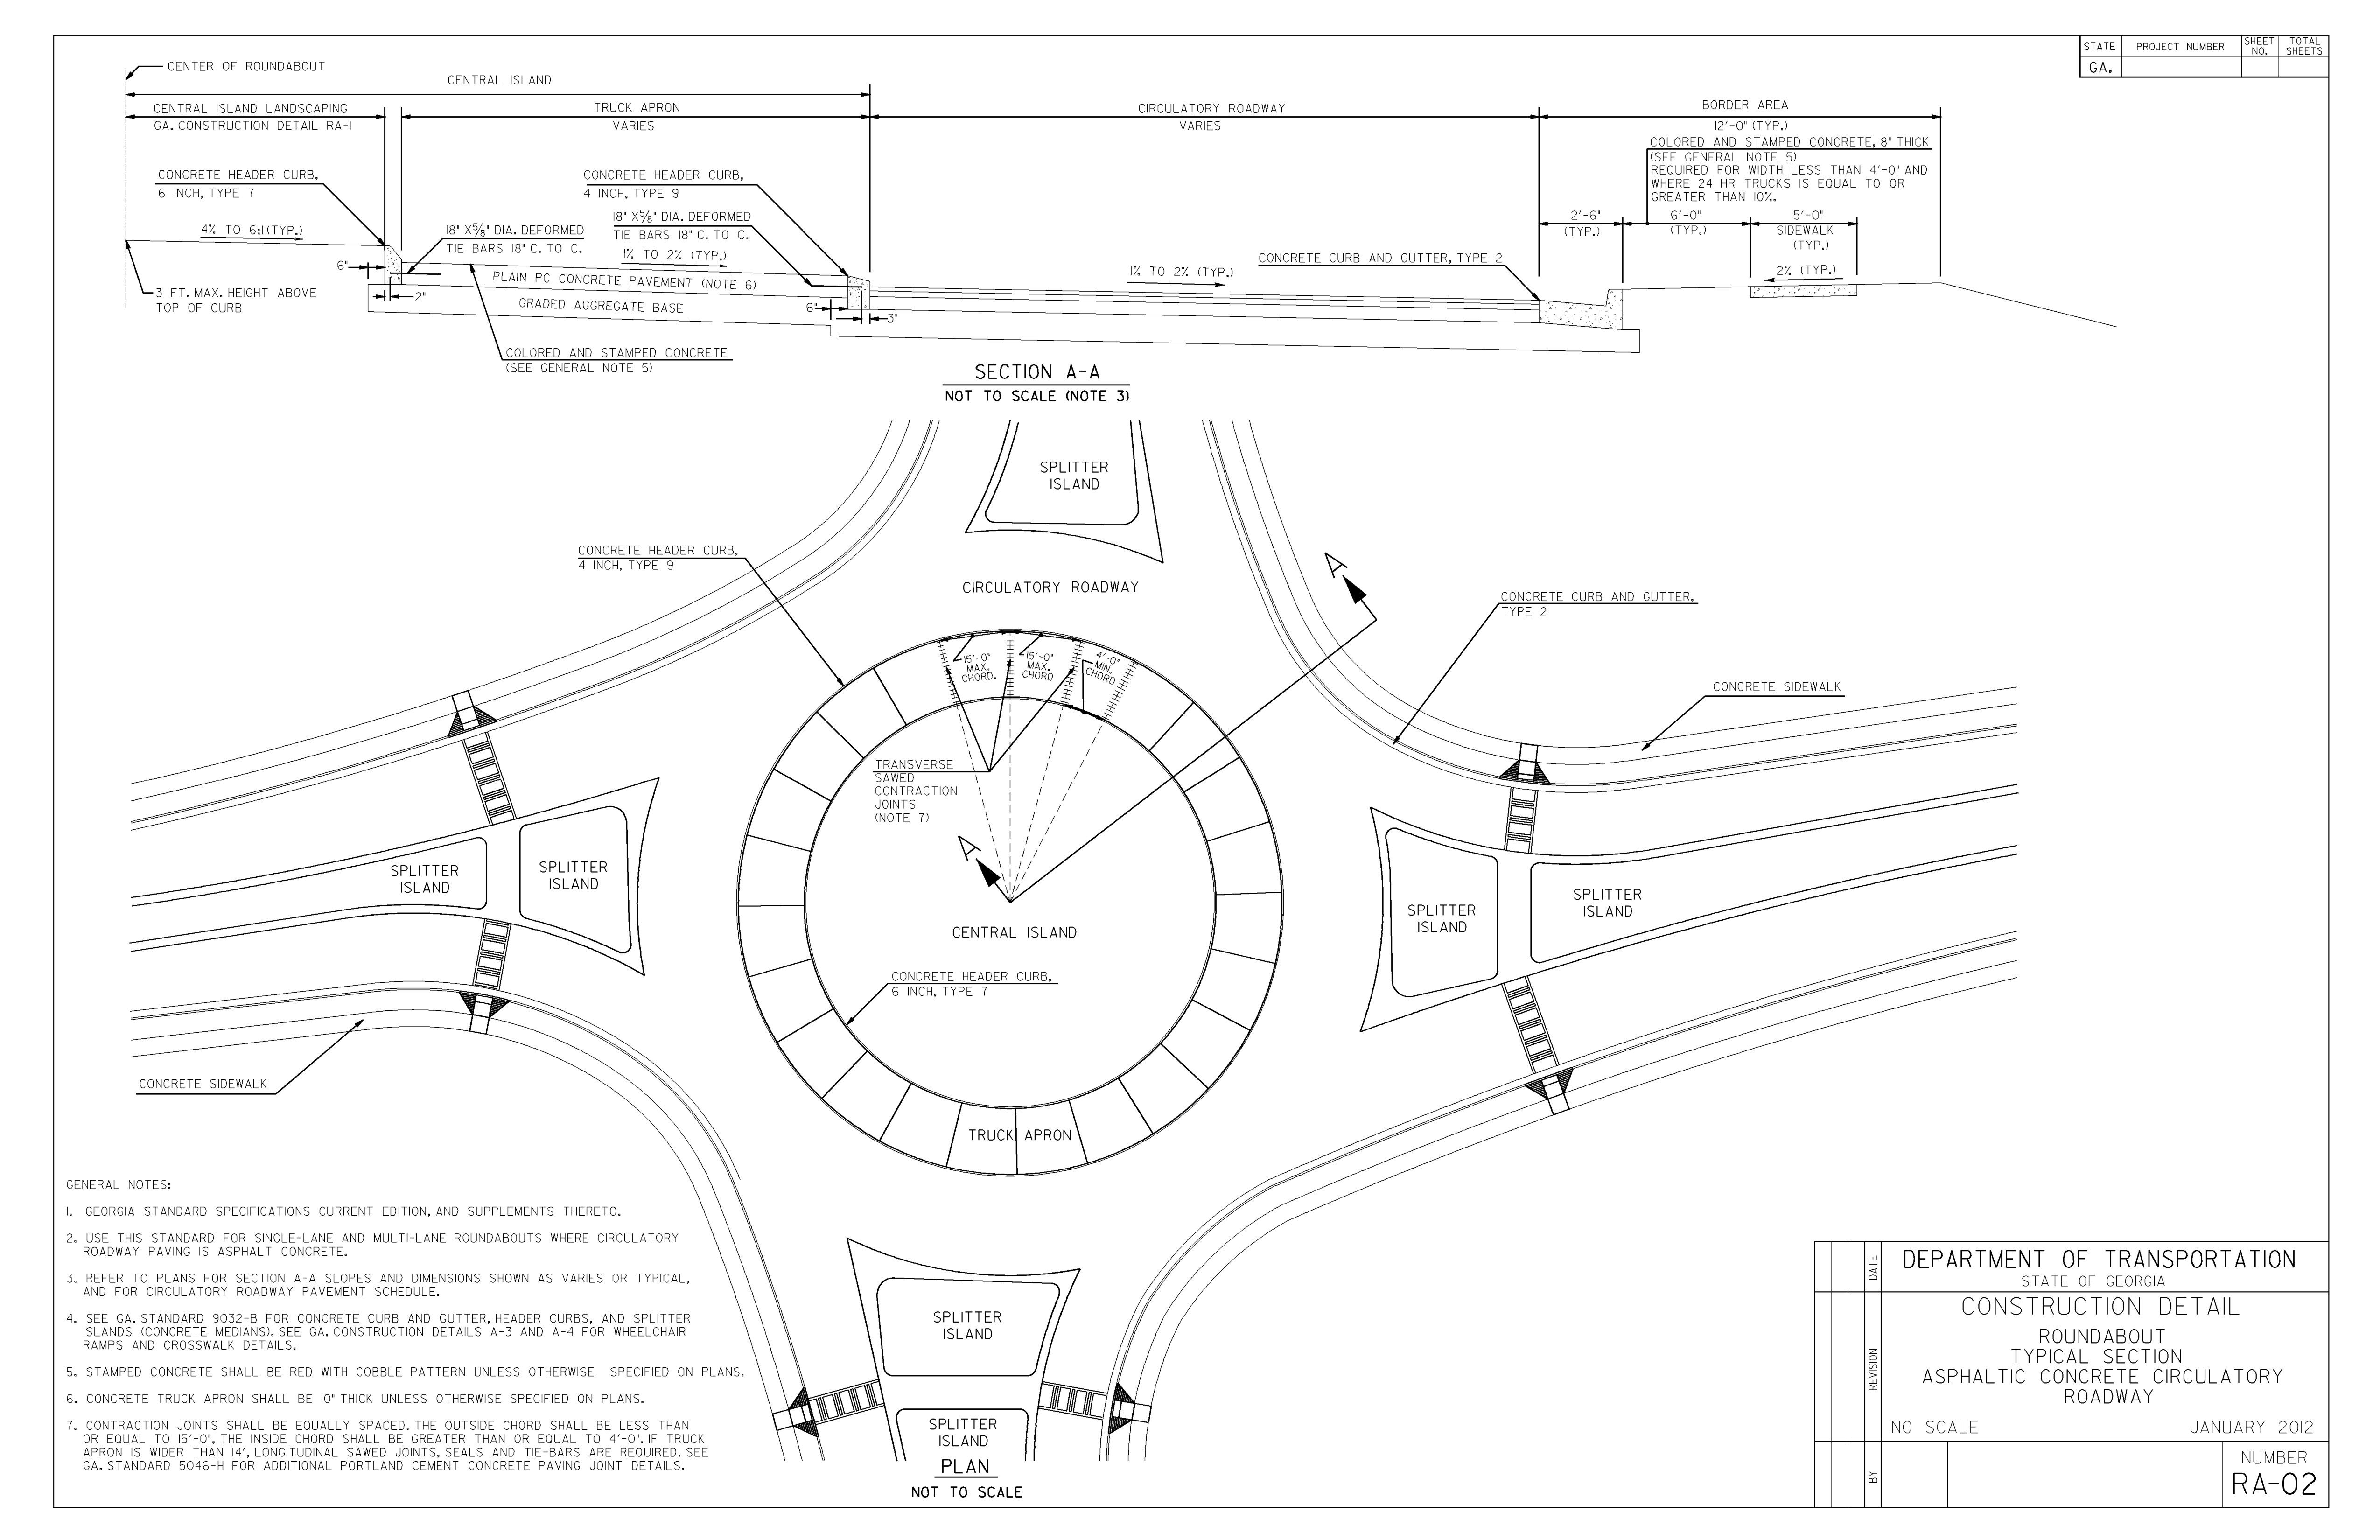 STATE
PROJECT NUMBER
SHEET NO.
TOTAL SHEETS
GA.
CENTER OF ROUNDABOUT
CENTRAL ISLAND
CENTRAL ISLAND LANDSCAPING
GA. CONSTRUCTION DETAIL RA-1
TRUCK APRON
VARIES
CIRCULATORY ROADWAY
VARIES
BORDER AREA
12'-0" (TYP.)
COLORED AND STAMPED CONCRETE, 8" THICK
(SEE GENERAL NOTE 5)
REQUIRED FOR WIDTH LESS THAN 4'-0" AND
WHERE 24 HR TRUCKS IS EQUAL TO OR
GREATER THAN 10%.
CONCRETE HEADER CURB,
6 INCH, TYPE 7
CONCRETE HEADER CURB,
4 INCH, TYPE 9
18" X 5/8" DIA. DEFORMED
TIE BARS 18" C. TO C.
18" X 5/8" DIA. DEFORMED
TIE BARS 18" C. TO C.
4% TO 6:1 (TYP.)
1% TO 2% (TYP.)
1% TO 2% (TYP.)
CONCRETE CURB AND GUTTER, TYPE 2
2'-6"
(TYP.)
6'-0"
(TYP.)
5'-0"
SIDEWALK
(TYP.)
2% (TYP.)
6"
2"
PLAIN PC CONCRETE PAVEMENT (NOTE 6)
GRADED AGGREGATE BASE
6"
3"
3 FT. MAX. HEIGHT ABOVE
TOP OF CURB
COLORED AND STAMPED CONCRETE
(SEE GENERAL NOTE 5)
SECTION A-A
NOT TO SCALE (NOTE 3)
SPLITTER
ISLAND
CONCRETE HEADER CURB,
4 INCH, TYPE 9
CIRCULATORY ROADWAY
A
CONCRETE CURB AND GUTTER,
TYPE 2
15'-0"
MAX.
CHORD.
15'-0"
MAX.
CHORD
4'-0"
MIN.
CHORD
CONCRETE SIDEWALK
TRANSVERSE
SAWED
CONTRACTION
JOINTS
(NOTE 7)
A
SPLITTER
ISLAND
SPLITTER
ISLAND
SPLITTER
ISLAND
SPLITTER
ISLAND
CENTRAL ISLAND
CONCRETE HEADER CURB,
6 INCH, TYPE 7
CONCRETE SIDEWALK
TRUCK APRON
SPLITTER
ISLAND
SPLITTER
ISLAND
PLAN
NOT TO SCALE
GENERAL NOTES:
1. GEORGIA STANDARD SPECIFICATIONS CURRENT EDITION, AND SUPPLEMENTS THERETO.
2. USE THIS STANDARD FOR SINGLE-LANE AND MULTI-LANE ROUNDABOUTS WHERE CIRCULATORY
ROADWAY PAVING IS ASPHALT CONCRETE.
3. REFER TO PLANS FOR SECTION A-A SLOPES AND DIMENSIONS SHOWN AS VARIES OR TYPICAL,
AND FOR CIRCULATORY ROADWAY PAVEMENT SCHEDULE.
4. SEE GA. STANDARD 9032-B FOR CONCRETE CURB AND GUTTER, HEADER CURBS, AND SPLITTER
ISLANDS (CONCRETE MEDIANS). SEE GA. CONSTRUCTION DETAILS A-3 AND A-4 FOR WHEELCHAIR
RAMPS AND CROSSWALK DETAILS.
5. STAMPED CONCRETE SHALL BE RED WITH COBBLE PATTERN UNLESS OTHERWISE SPECIFIED ON PLANS.
6. CONCRETE TRUCK APRON SHALL BE 10" THICK UNLESS OTHERWISE SPECIFIED ON PLANS.
7. CONTRACTION JOINTS SHALL BE EQUALLY SPACED. THE OUTSIDE CHORD SHALL BE LESS THAN
OR EQUAL TO 15'-0", THE INSIDE CHORD SHALL BE GREATER THAN OR EQUAL TO 4'-0". IF TRUCK
APRON IS WIDER THAN 14', LONGITUDINAL SAWED JOINTS, SEALS AND TIE-BARS ARE REQUIRED. SEE
GA. STANDARD 5046-H FOR ADDITIONAL PORTLAND CEMENT CONCRETE PAVING JOINT DETAILS.
DATE
REVISION
BY
DEPARTMENT OF TRANSPORTATION
STATE OF GEORGIA
CONSTRUCTION DETAIL
ROUNDABOUT
TYPICAL SECTION
ASPHALTIC CONCRETE CIRCULATORY
ROADWAY
NO SCALE
JANUARY 2012
NUMBER
RA-02